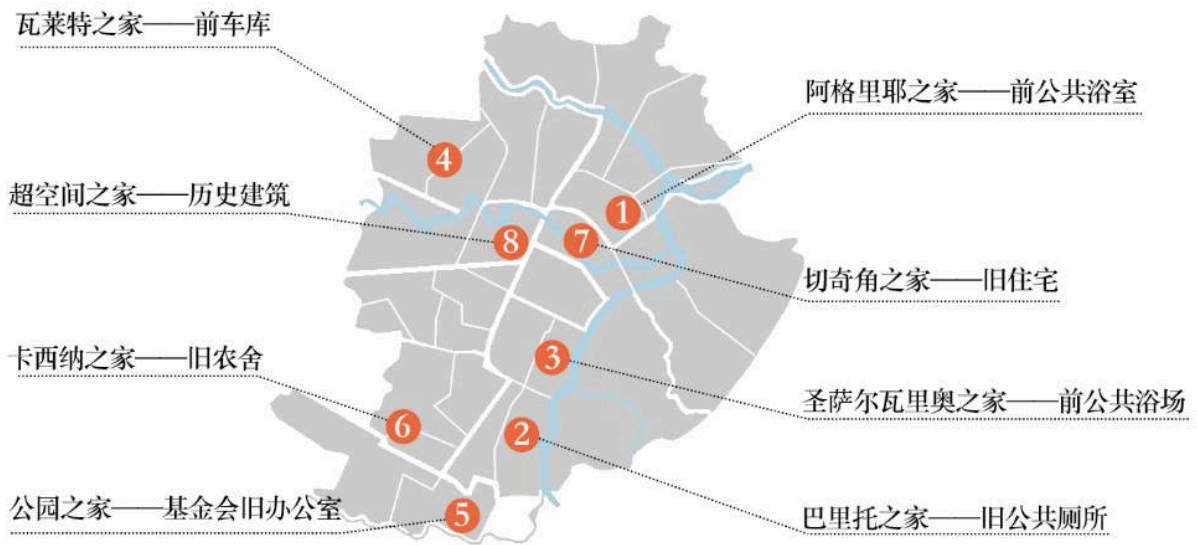 瓦莱特之家——前车库
阿格里耶之家——前公共浴室
4
超空间之家——历史建筑
1
8
7
切奇角之家——旧住宅
卡西纳之家——旧农舍
3
圣萨尔瓦里奥之家——前公共浴场
6
2
公园之家——基金会旧办公室
5
巴里托之家——旧公共厕所